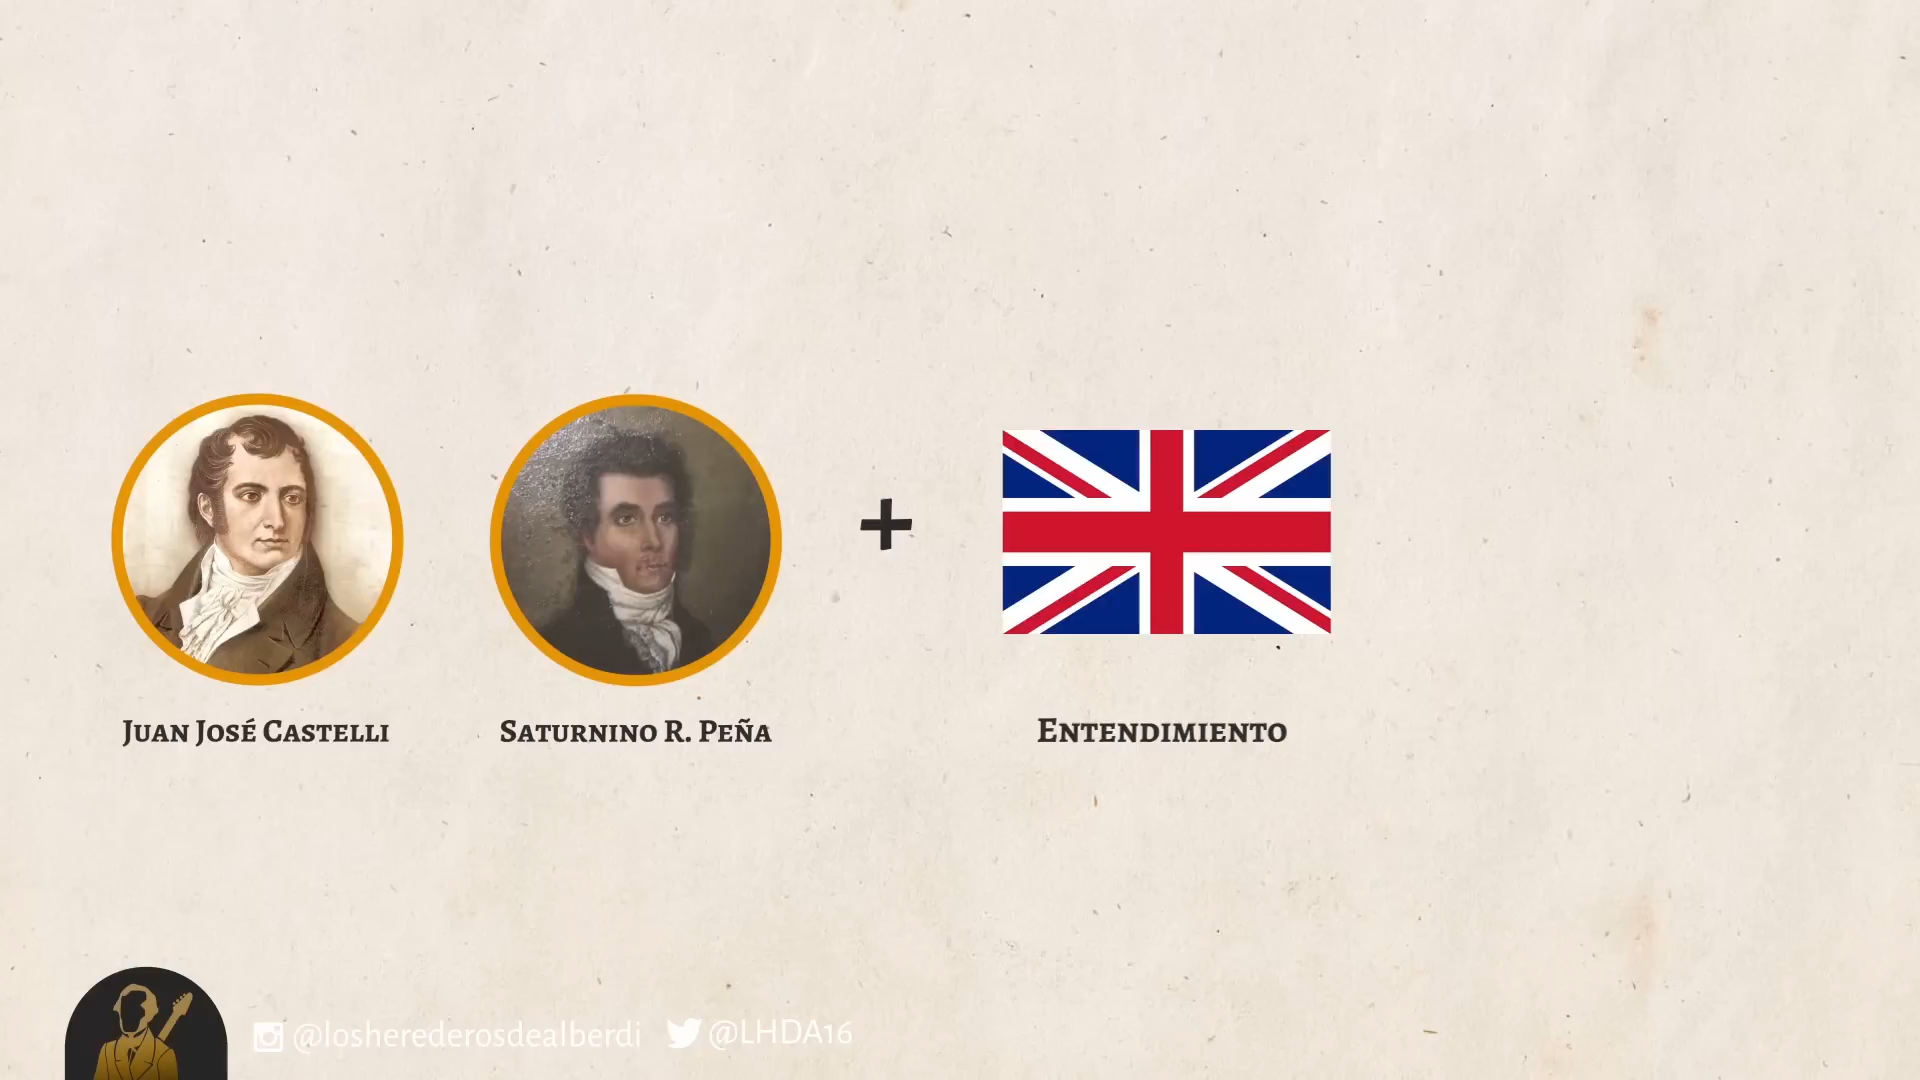 Juan José Castelli
Saturnino R. Peña
+
Entendimiento
@losherederosdealberdi
@LHDA16